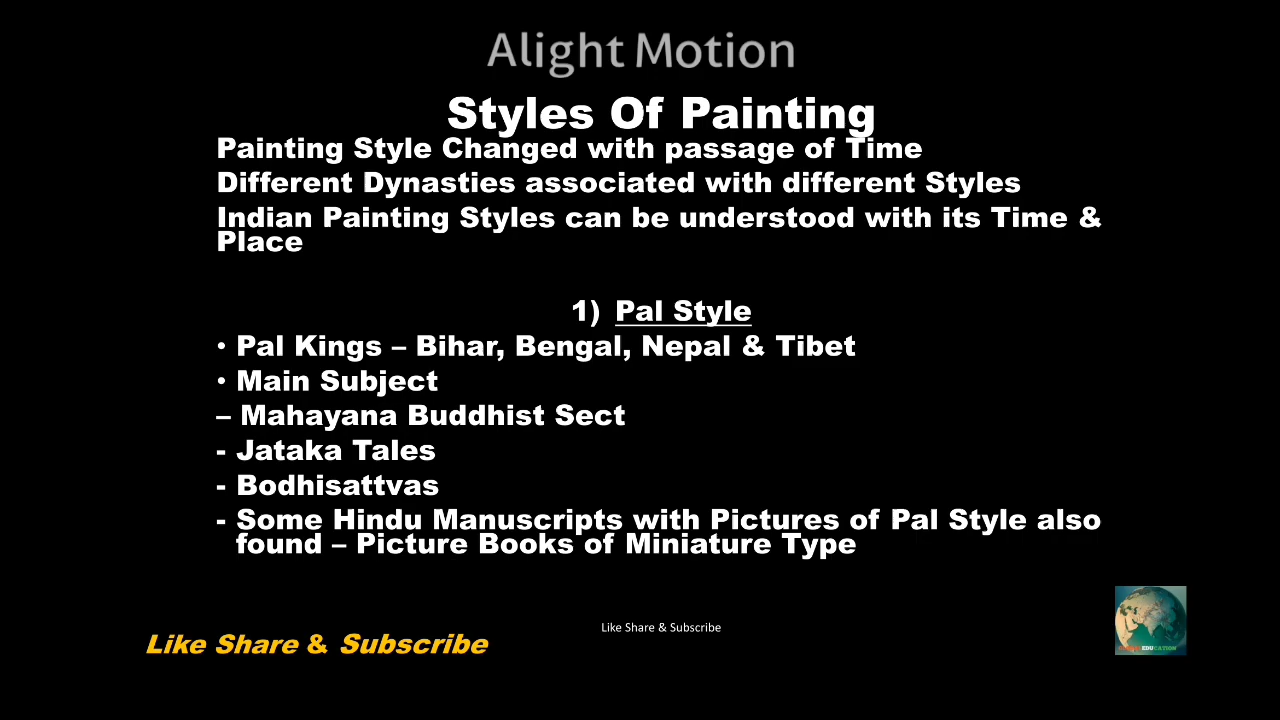 Alight Motion
Styles Of Painting
Painting Style Changed with passage of Time
Different Dynasties associated with different Styles
Indian Painting Styles can be understood with its Time &
Place
1) Pal Style
• Pal Kings – Bihar, Bengal, Nepal & Tibet
• Main Subject
– Mahayana Buddhist Sect
- Jataka Tales
- Bodhisattvas
- Some Hindu Manuscripts with Pictures of Pal Style also
found – Picture Books of Miniature Type
Like Share & Subscribe
Like Share & Subscribe
EDUCATION